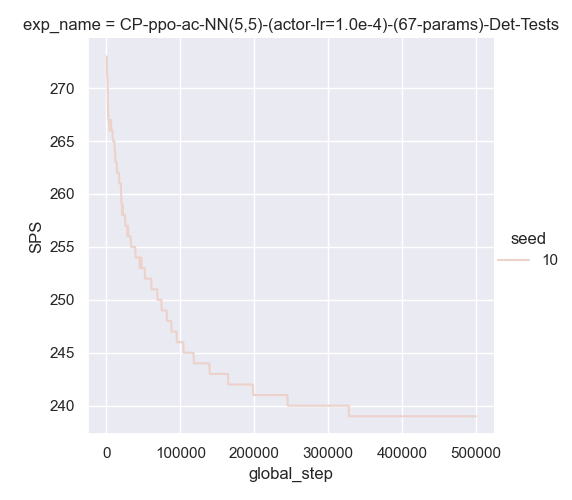 exp_name = CP-ppo-ac-NN(5,5)-(actor-lr=1.0e-4)-(67-params)-Det-Tests
270
265
260
255
250
245
240
SPS
0 100000 200000 300000 400000 500000
global_step
seed
10